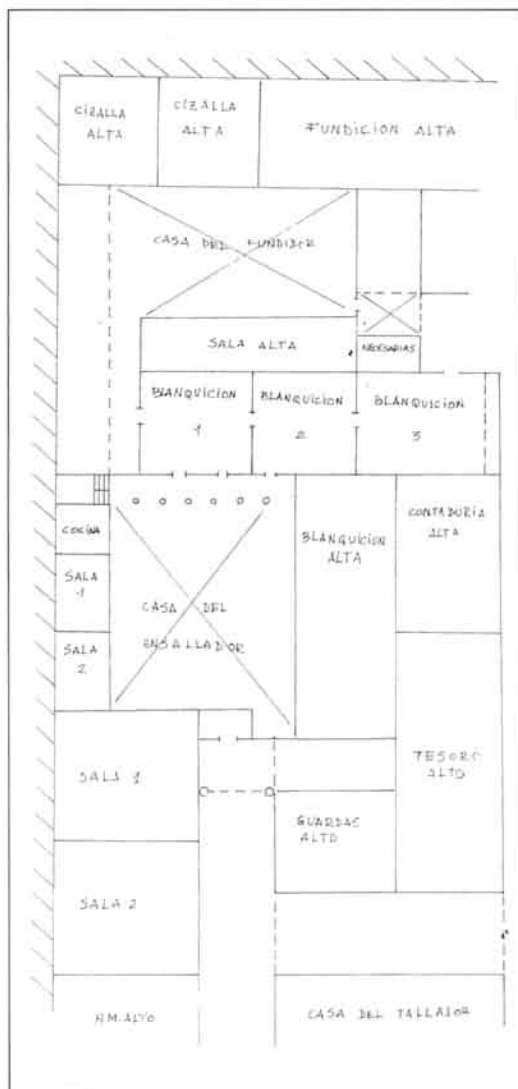 CIZALLA
ALTA
CIZALLA
ALTA
FUNDICION ALTA
CASA DEL FUNDIDOR
SALA ALTA
NECESARIAS
BLANQUICION
1
BLANQUICION
2
BLANQUICION
3
COCINA
SALA
1
SALA
2
CASA DEL
ENSALLADOR
BLANQUICION
ALTA
CONTADURIA
ALTA
TESORO
ALTO
SALA 1
GUARDAS
ALTO
SALA 2
H.M. ALTO
CASA DEL TALLADOR